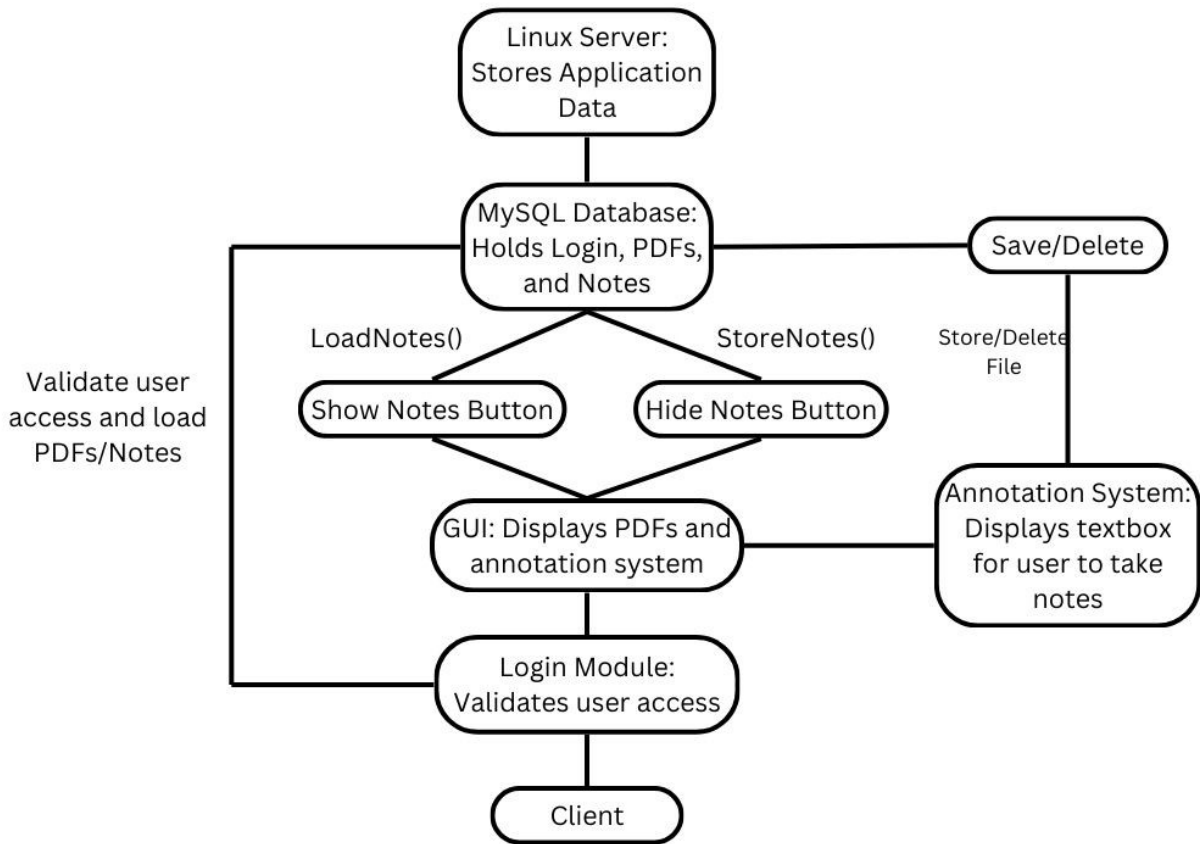 Linux Server:
Stores Application
Data
MySQL Database:
Holds Login, PDFs,
and Notes
Save/Delete
LoadNotes()
StoreNotes()
Store/Delete
File
Validate user
access and load
PDFs/Notes
Show Notes Button
Hide Notes Button
GUI: Displays PDFs and
annotation system
Annotation System:
Displays textbox
for user to take
notes
Login Module:
Validates user access
Client